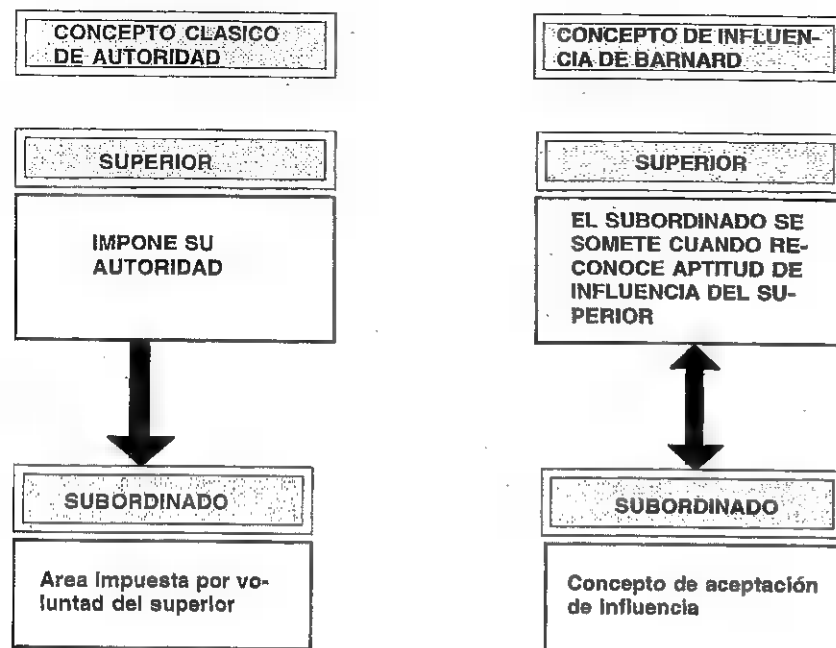 CONCEPTO CLASICO
DE AUTORIDAD
SUPERIOR
IMPONE SU
AUTORIDAD
SUBORDINADO
Area impuesta por vo-
luntad del superior
CONCEPTO DE INFLUEN-
CIA DE BARNARD
SUPERIOR
EL SUBORDINADO SE
SOMETE CUANDO RE-
CONOCE APTITUD DE
INFLUENCIA DEL SU-
PERIOR
SUBORDINADO
Concepto de aceptación
de influencia